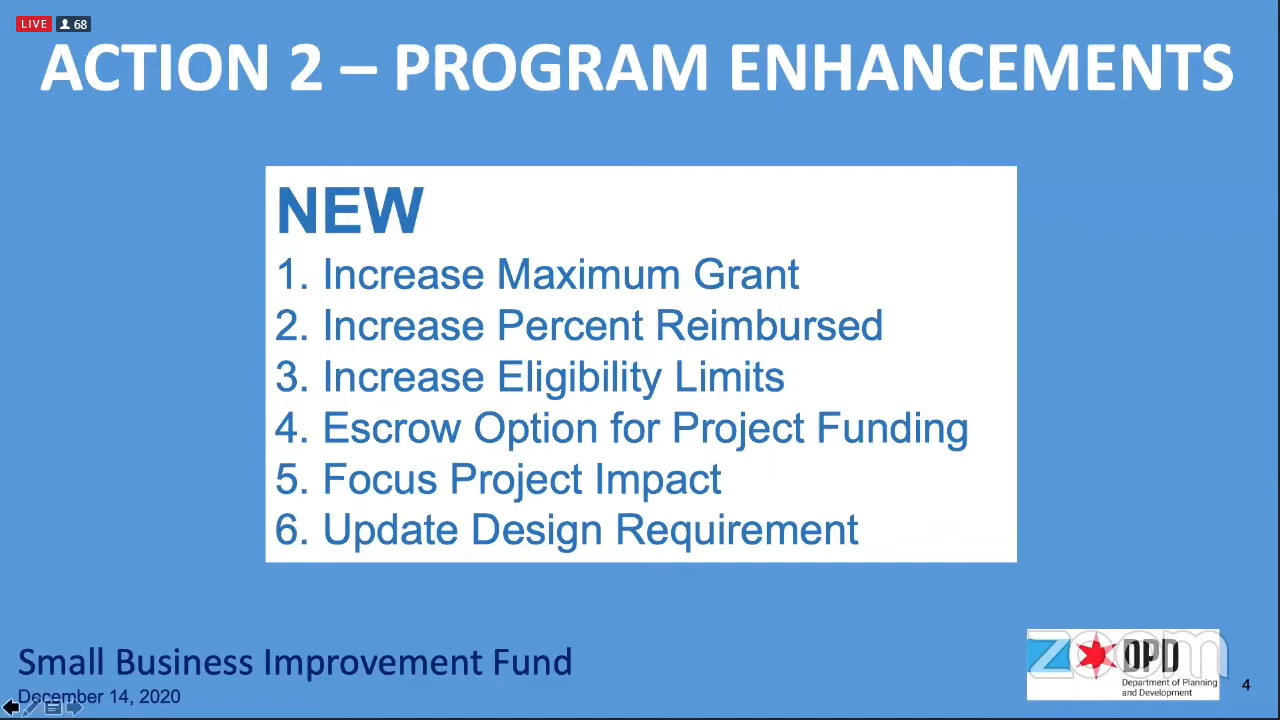 LIVE 68
ACTION 2 – PROGRAM ENHANCEMENTS
NEW
1. Increase Maximum Grant
2. Increase Percent Reimbursed
3. Increase Eligibility Limits
4. Escrow Option for Project Funding
5. Focus Project Impact
6. Update Design Requirement
Small Business Improvement Fund
December 14, 2020
zoom
DPD
Department of Planning
and Development
4